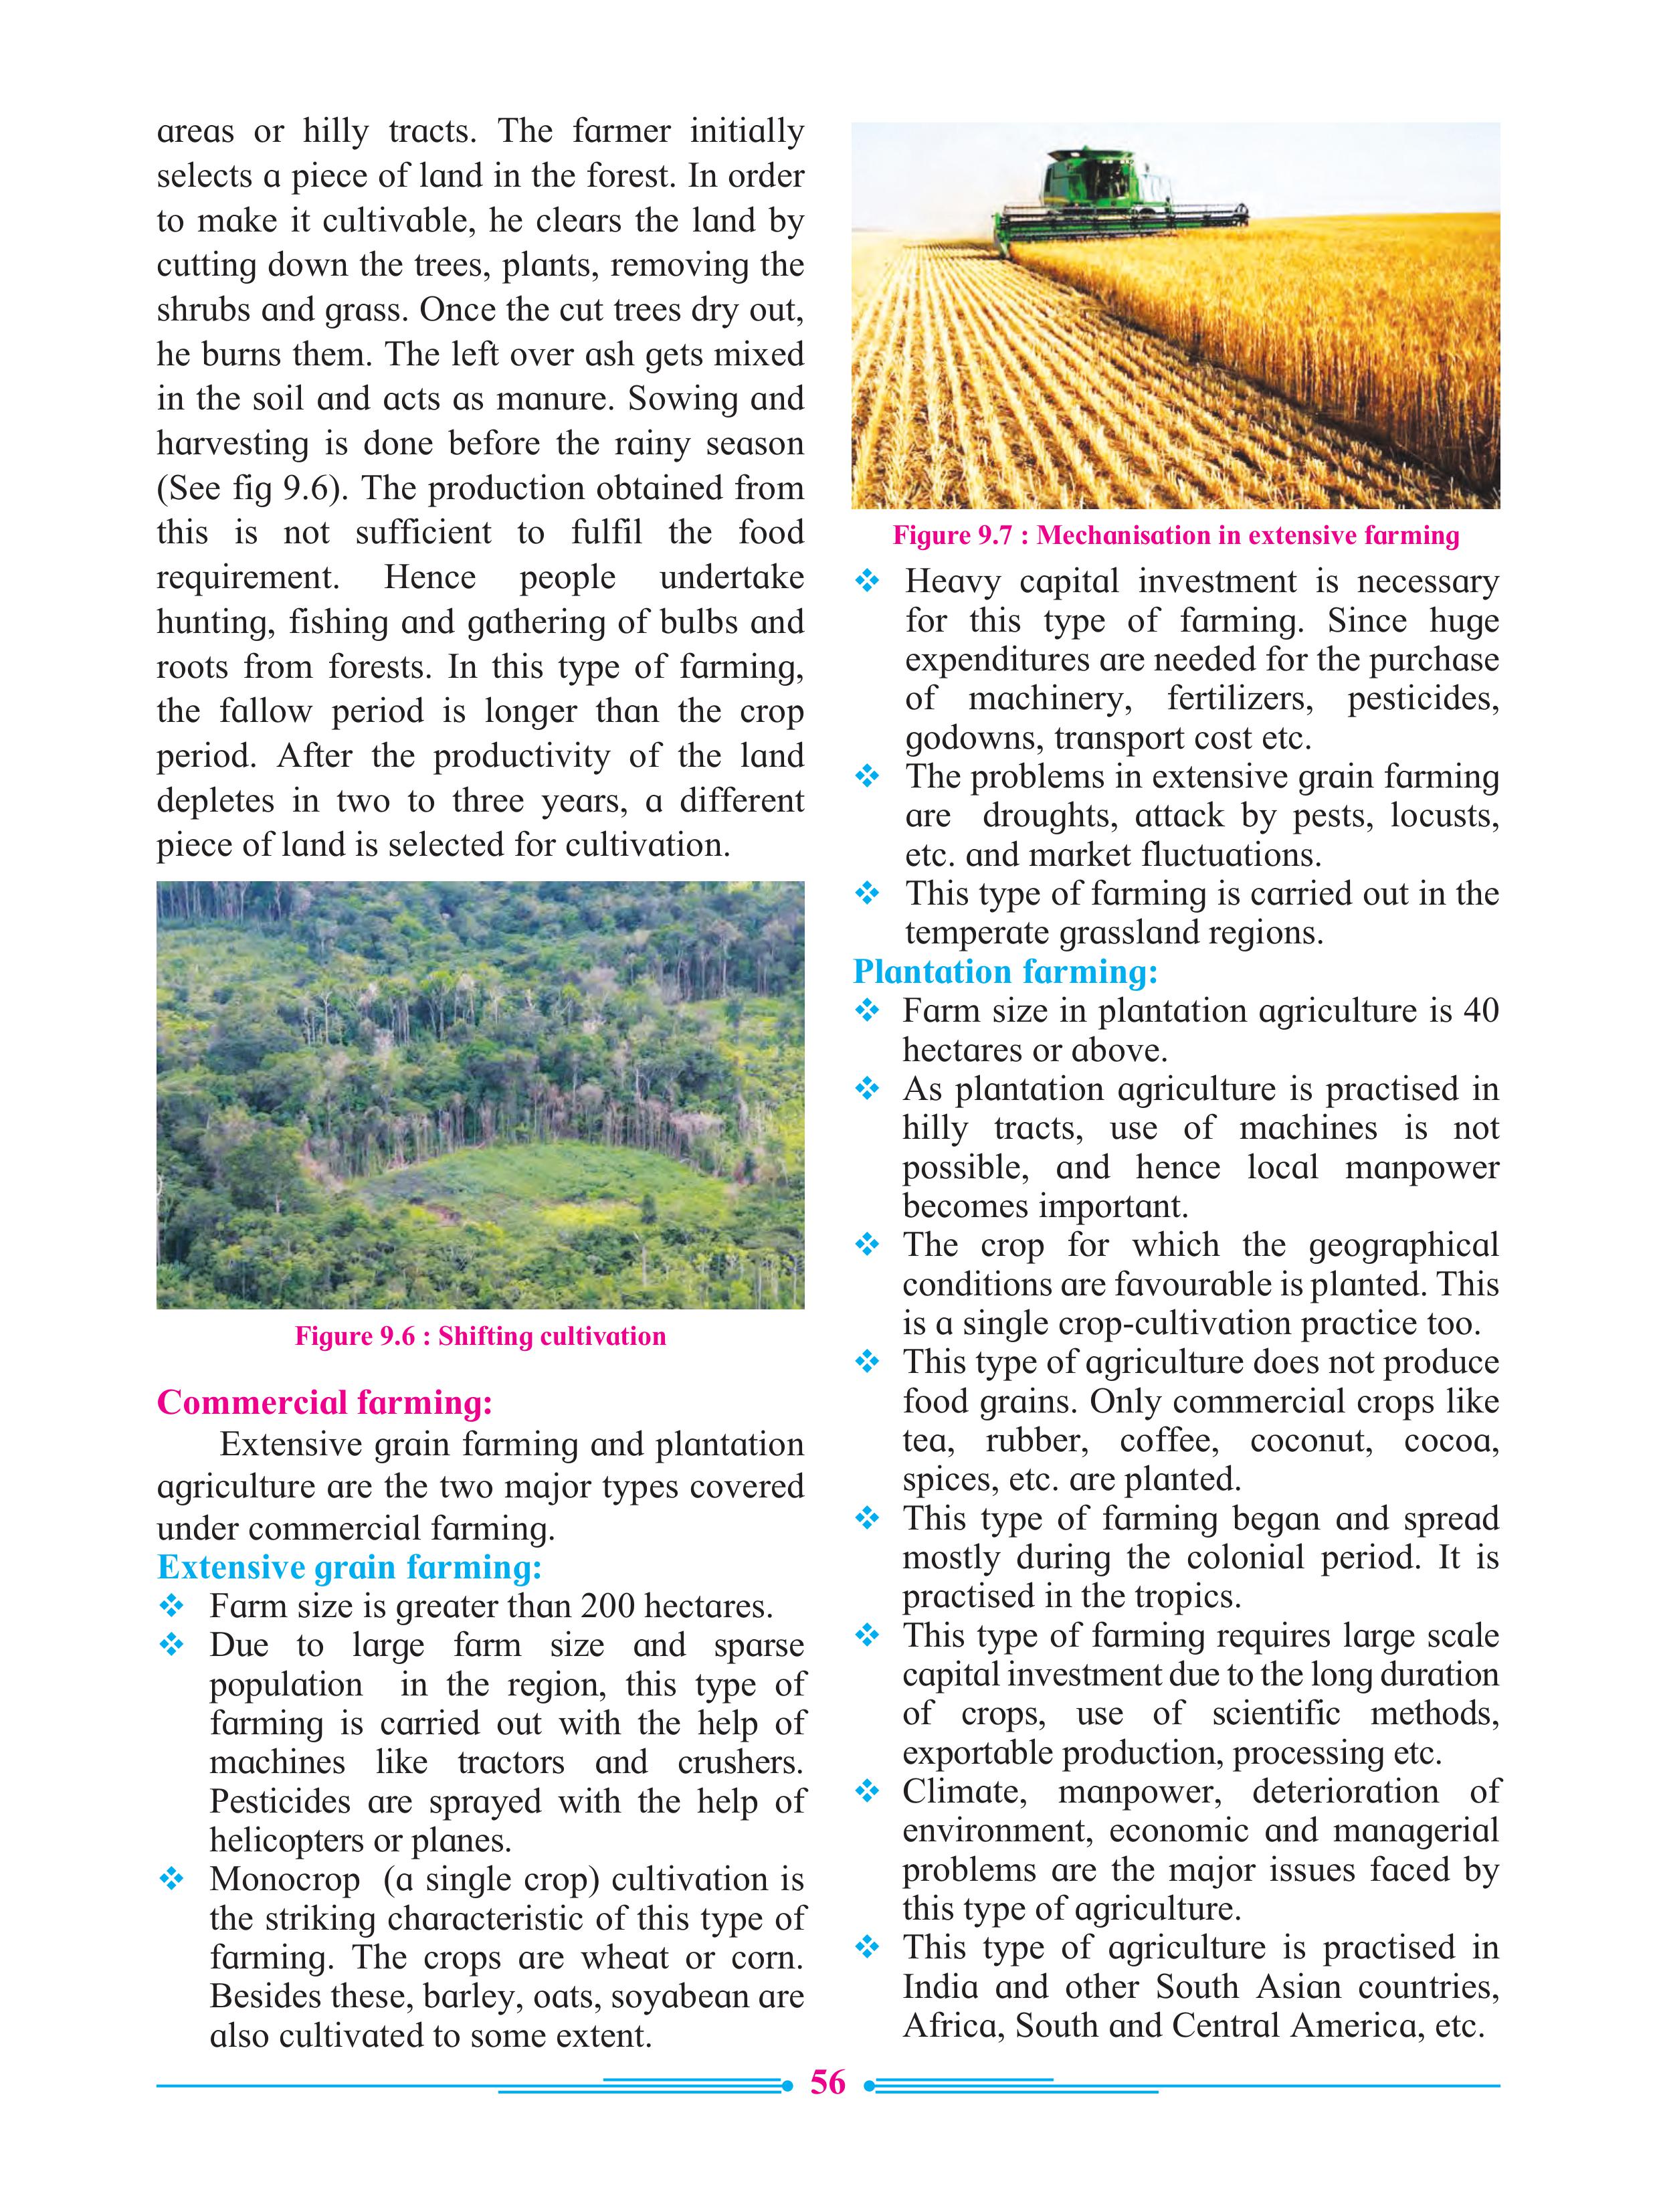 areas or hilly tracts. The farmer initially
selects a piece of land in the forest. In order
to make it cultivable, he clears the land by
cutting down the trees, plants, removing the
shrubs and grass. Once the cut trees dry out,
he burns them. The left over ash gets mixed
in the soil and acts as manure. Sowing and
harvesting is done before the rainy season
(See fig 9.6). The production obtained from
this is not sufficient to fulfil the food
requirement. Hence people undertake
hunting, fishing and gathering of bulbs and
roots from forests. In this type of farming,
the fallow period is longer than the crop
period. After the productivity of the land
depletes in two to three years, a different
piece of land is selected for cultivation.
Figure 9.6 : Shifting cultivation
Commercial farming:
Extensive grain farming and plantation
agriculture are the two major types covered
under commercial farming.
Extensive grain farming:
❖ Farm size is greater than 200 hectares.
❖ Due to large farm size and sparse
population in the region, this type of
farming is carried out with the help of
machines like tractors and crushers.
Pesticides are sprayed with the help of
helicopters or planes.
❖ Monocrop (a single crop) cultivation is
the striking characteristic of this type of
farming. The crops are wheat or corn.
Besides these, barley, oats, soyabean are
also cultivated to some extent.
Figure 9.7 : Mechanisation in extensive farming
❖ Heavy capital investment is necessary
for this type of farming. Since huge
expenditures are needed for the purchase
of machinery, fertilizers, pesticides,
godowns, transport cost etc.
❖ The problems in extensive grain farming
are droughts, attack by pests, locusts,
etc. and market fluctuations.
❖ This type of farming is carried out in the
temperate grassland regions.
Plantation farming:
❖ Farm size in plantation agriculture is 40
hectares or above.
❖ As plantation agriculture is practised in
hilly tracts, use of machines is not
possible, and hence local manpower
becomes important.
❖ The crop for which the geographical
conditions are favourable is planted. This
is a single crop-cultivation practice too.
❖ This type of agriculture does not produce
food grains. Only commercial crops like
tea, rubber, coffee, coconut, cocoa,
spices, etc. are planted.
❖ This type of farming began and spread
mostly during the colonial period. It is
practised in the tropics.
❖ This type of farming requires large scale
capital investment due to the long duration
of crops, use of scientific methods,
exportable production, processing etc.
❖ Climate, manpower, deterioration of
environment, economic and managerial
problems are the major issues faced by
this type of agriculture.
❖ This type of agriculture is practised in
India and other South Asian countries,
Africa, South and Central America, etc.
56